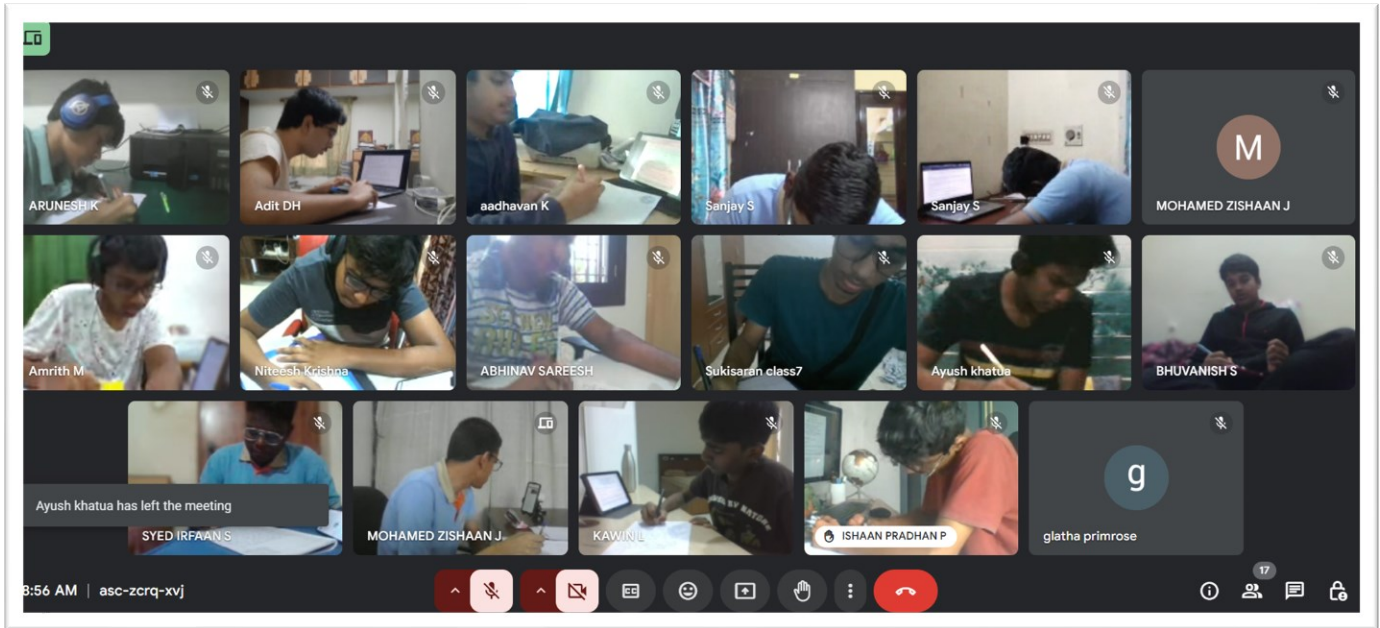 ARUNESH K
Adit DH
aadhavan K
Sanjay S
Sanjay S
M
MOHAMED ZISHAAN J
Amrith M
Niteesh Krishna
ABHINAV SAREESH
Sukisaran class7
Ayush khatua
BHUVANISH S
Ayush khatua has left the meeting
SYED IRFAAN S
MOHAMED ZISHAAN J
KAWIN L
ISHAAN PRADHAN P
g
glatha primrose
8:56 AM | asc-zcrq-xvj
CC
17